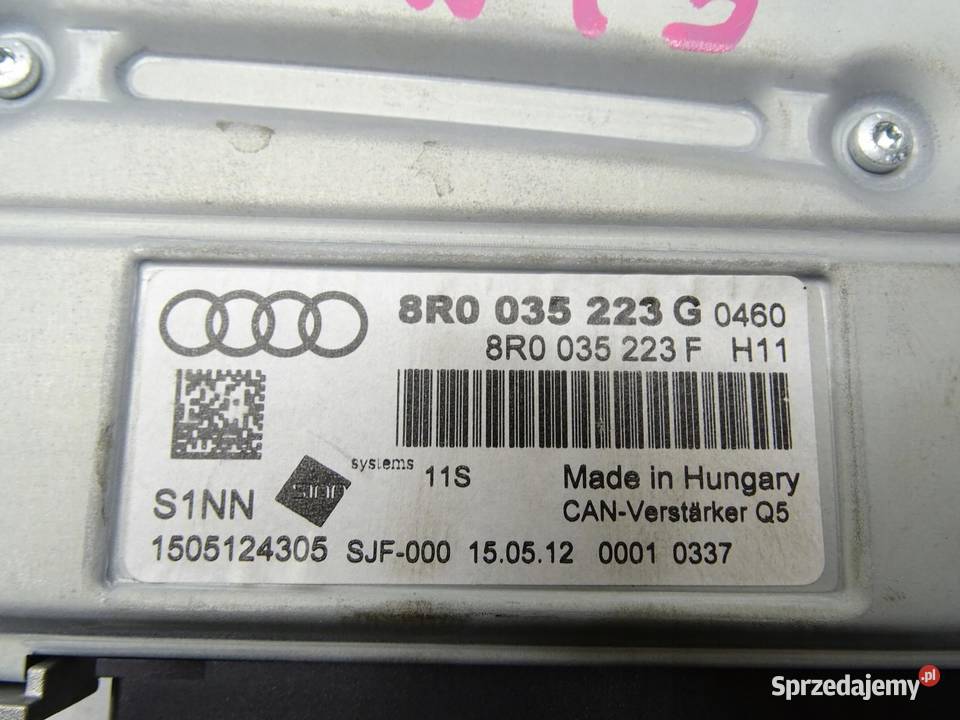 8R0 035 223 G 0460
8R0 035 223 F H11
systems 11S
Made in Hungary
S1NN
CAN-Verstärker Q5
1505124305 SJF-000 15.05.12 0001 0337
Sprzedajemy.pl